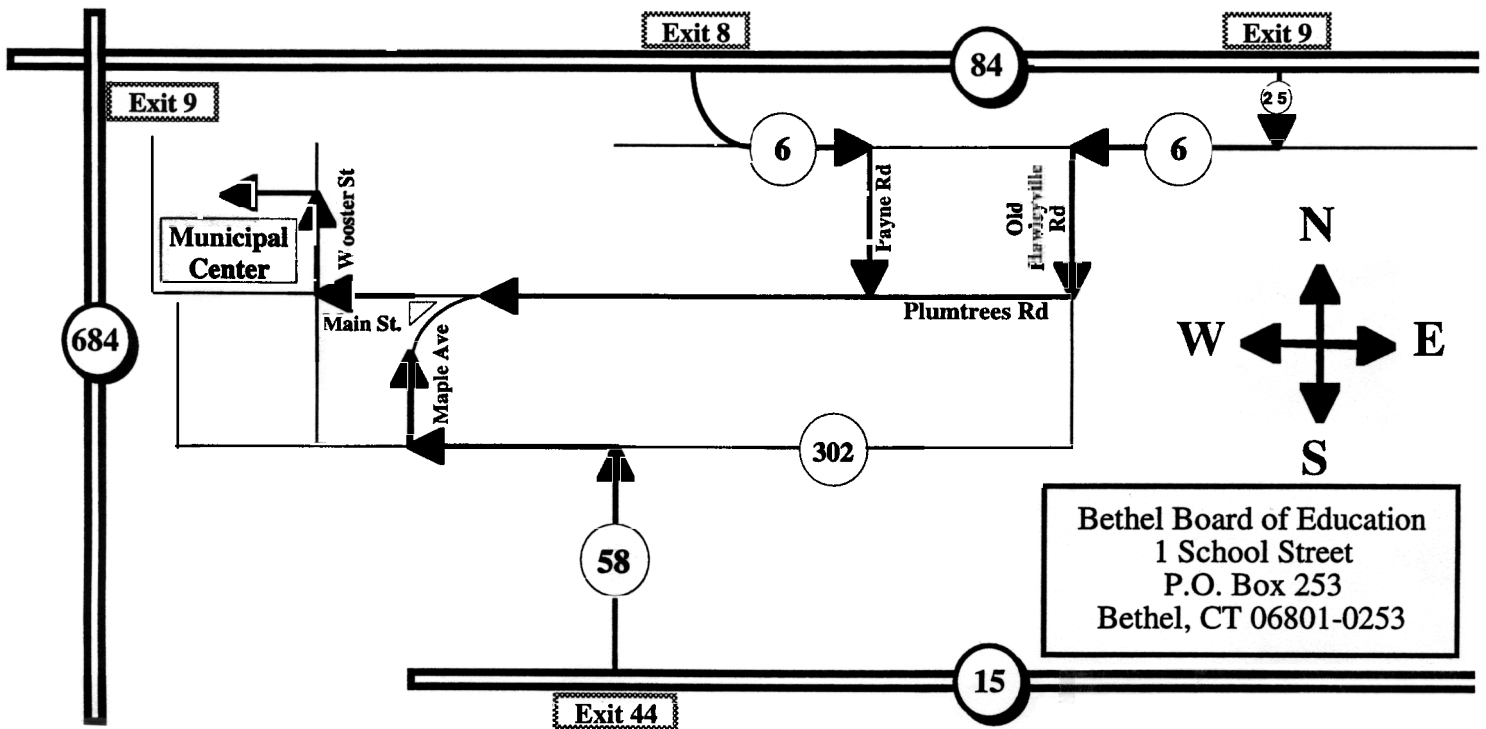 Exit 8
Exit 9
84
Exit 9
25
6
6
Wooster St
Payne Rd
Old
Rd
Municipal
Center
N
W
E
S
Main St.
Plumtrees Rd
684
Maple Ave
302
58
Bethel Board of Education
1 School Street
P.O. Box 253
Bethel, CT 06801-0253
15
Exit 44